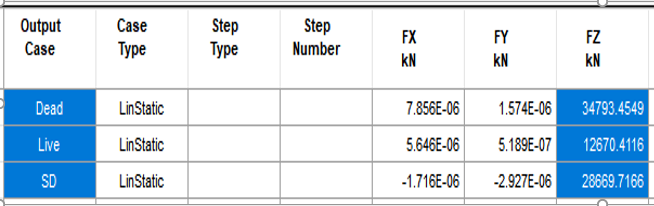 Output Case Case Type Step Type Step Number FX kN FY kN FZ kN
Dead LinStatic 7.856E-06 1.574E-06 34793.4549
Live LinStatic 5.646E-06 5.189E-07 12670.4116
SD LinStatic -1.716E-06 -2.927E-06 28669.7166